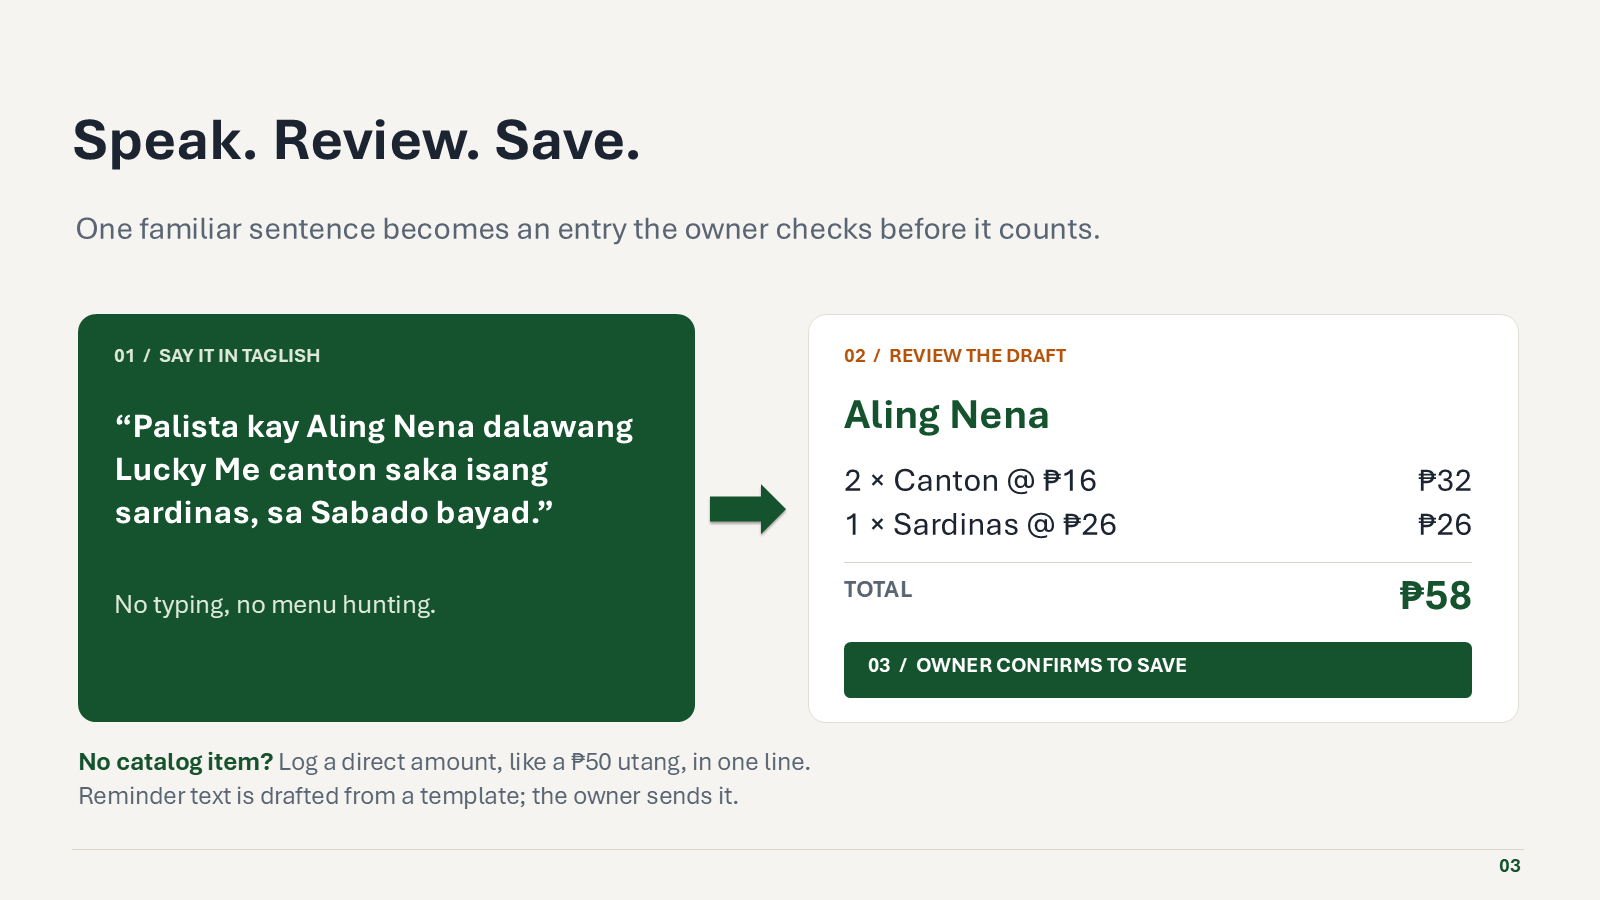 Speak. Review. Save.
One familiar sentence becomes an entry the owner checks before it counts.
01 / SAY IT IN TAGLISH
“Palista kay Aling Nena dalawang
Lucky Me canton saka isang
sardinas, sa Sabado bayad.”
No typing, no menu hunting.
02 / REVIEW THE DRAFT
Aling Nena
2 × Canton @ ₱16 ₱32
1 × Sardinas @ ₱26 ₱26
TOTAL ₱58
03 / OWNER CONFIRMS TO SAVE
No catalog item? Log a direct amount, like a ₱50 utang, in one line.
Reminder text is drafted from a template; the owner sends it.
03